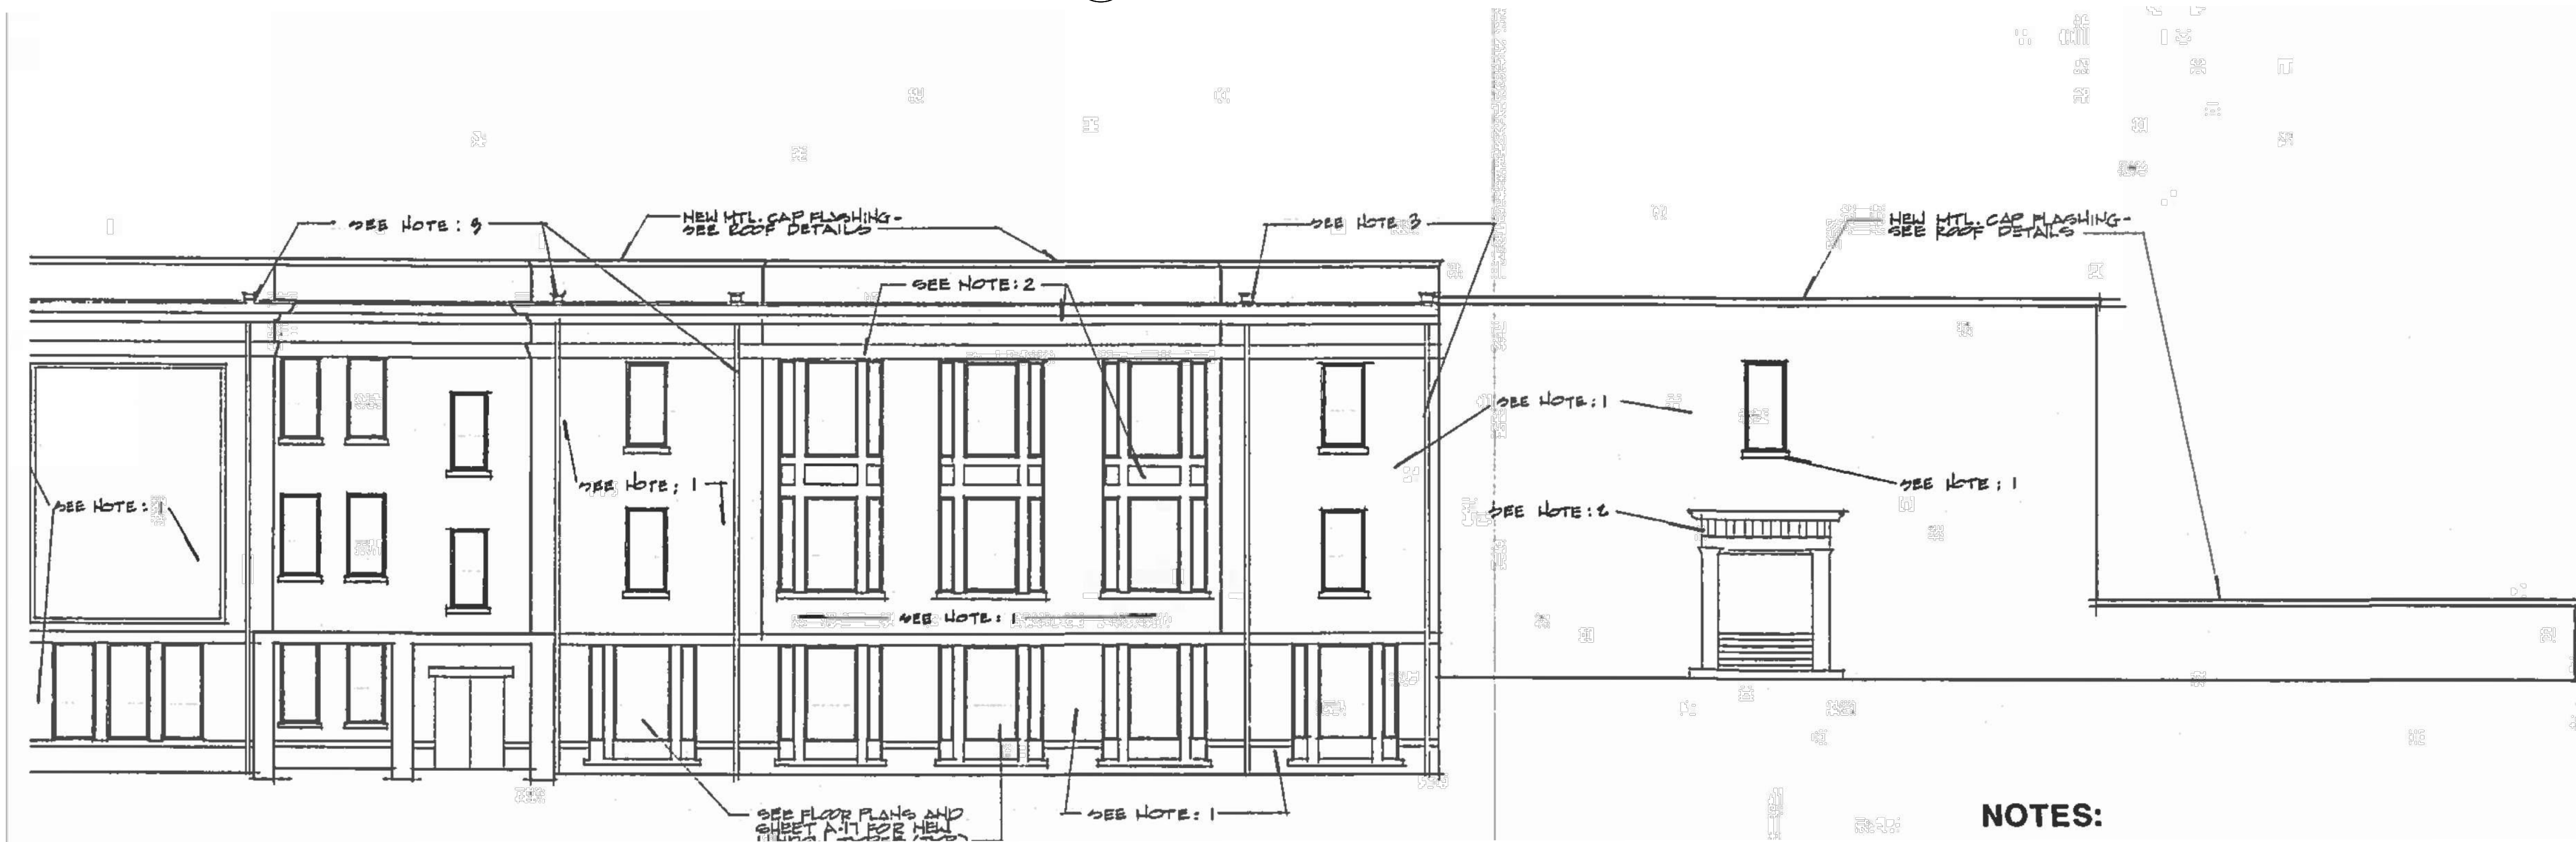 SEE NOTE: 3
NEW MTL. CAP FLASHING-
SEE ROOF DETAILS
SEE NOTE 3
NEW MTL. CAP FLASHING-
SEE ROOF DETAILS
SEE NOTE: 2
SEE NOTE: 1
SEE NOTE: 1
SEE NOTE: 1
SEE NOTE: 1
SEE NOTE: 2
SEE NOTE: 1
SEE FLOOR PLANS AND
SHEET A-17 FOR NEW
SEE NOTE: 1
NOTES: